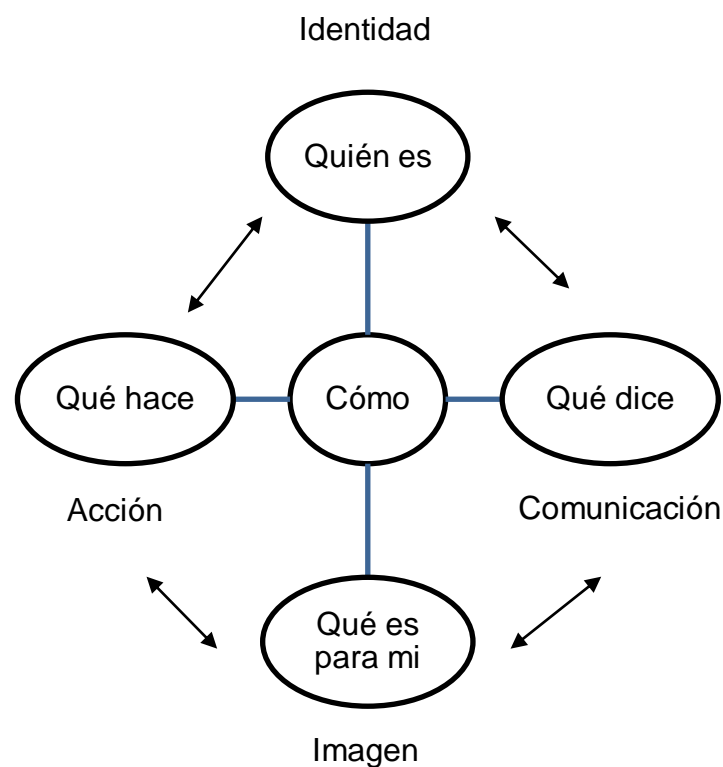 Identidad
Quién es
Qué hace
Cómo
Qué dice
Acción
Comunicación
Qué es
para mi
Imagen